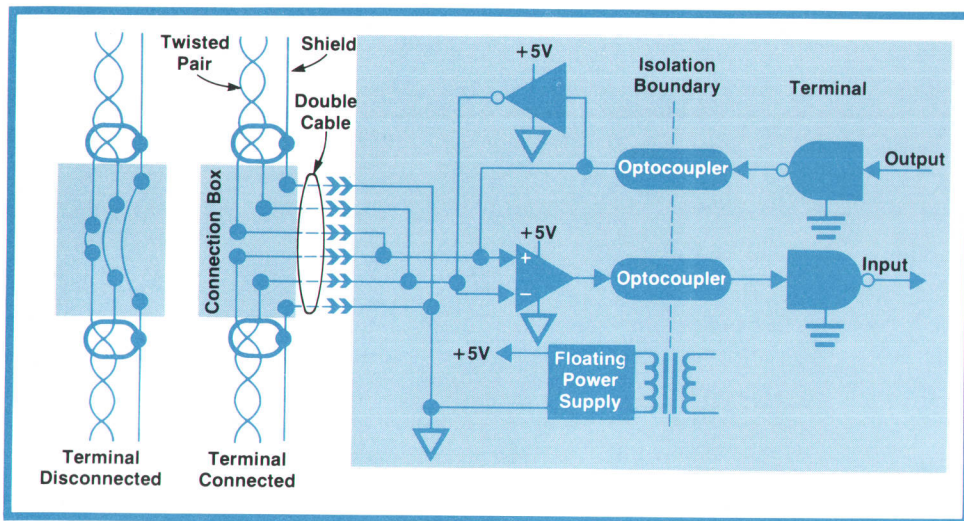 Twisted
Pair
Shield
Double
Cable
+5V
Isolation
Boundary
Terminal
Optocoupler
Output
Connection Box
+5V
+
−
Optocoupler
Input
+5V
Floating
Power
Supply
Terminal
Disconnected
Terminal
Connected